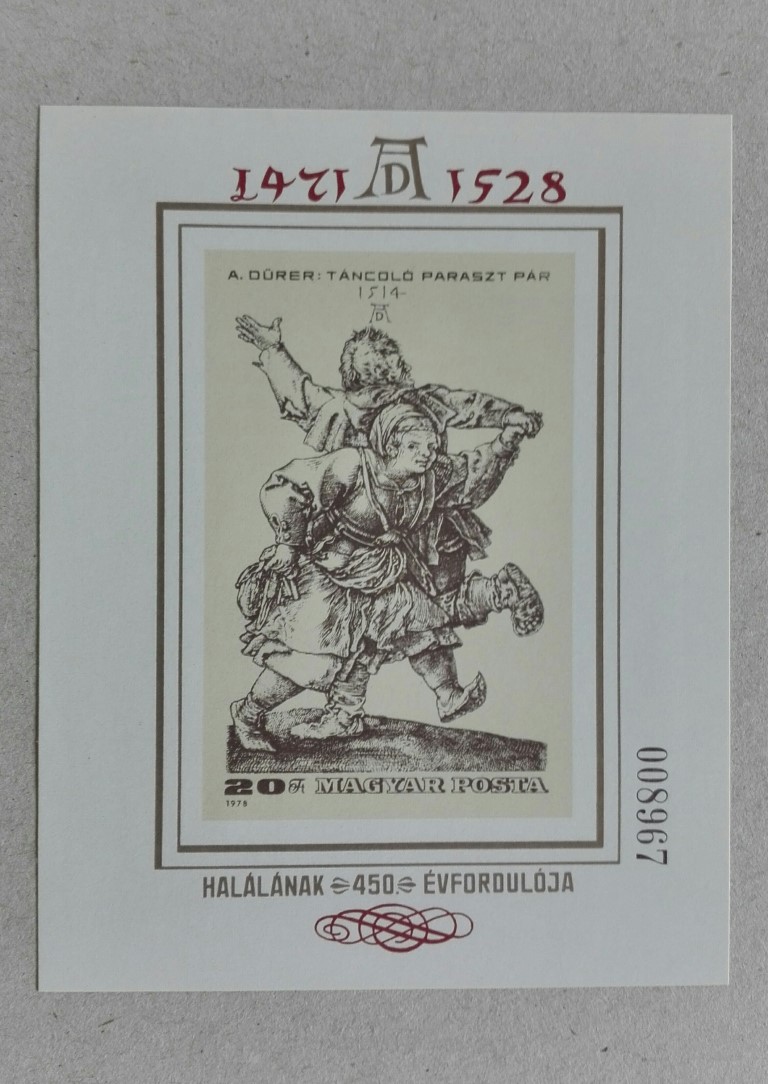 1471 AD 1528
A. DÜRER: TÁNCOLÓ PARASZT PÁR
1514
AD
20 Ft MAGYAR POSTA
1978
HALÁLÁNAK 450. ÉVFORDULÓJA
008967